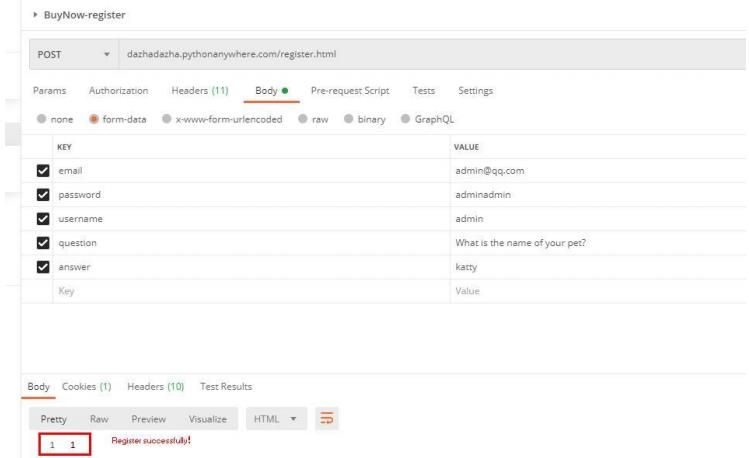 BuyNow-register
POST dazhadazha.pythonanywhere.com/register.html
Params Authorization Headers (11) Body Pre-request Script Tests Settings
none form-data x-www-form-urlencoded raw binary GraphQL
KEY VALUE
email admin@qq.com
password adminadmin
username admin
question What is the name of your pet?
answer katty
Key Value
Body Cookies (1) Headers (10) Test Results
Pretty Raw Preview Visualize HTML
1 1 Register successfully!